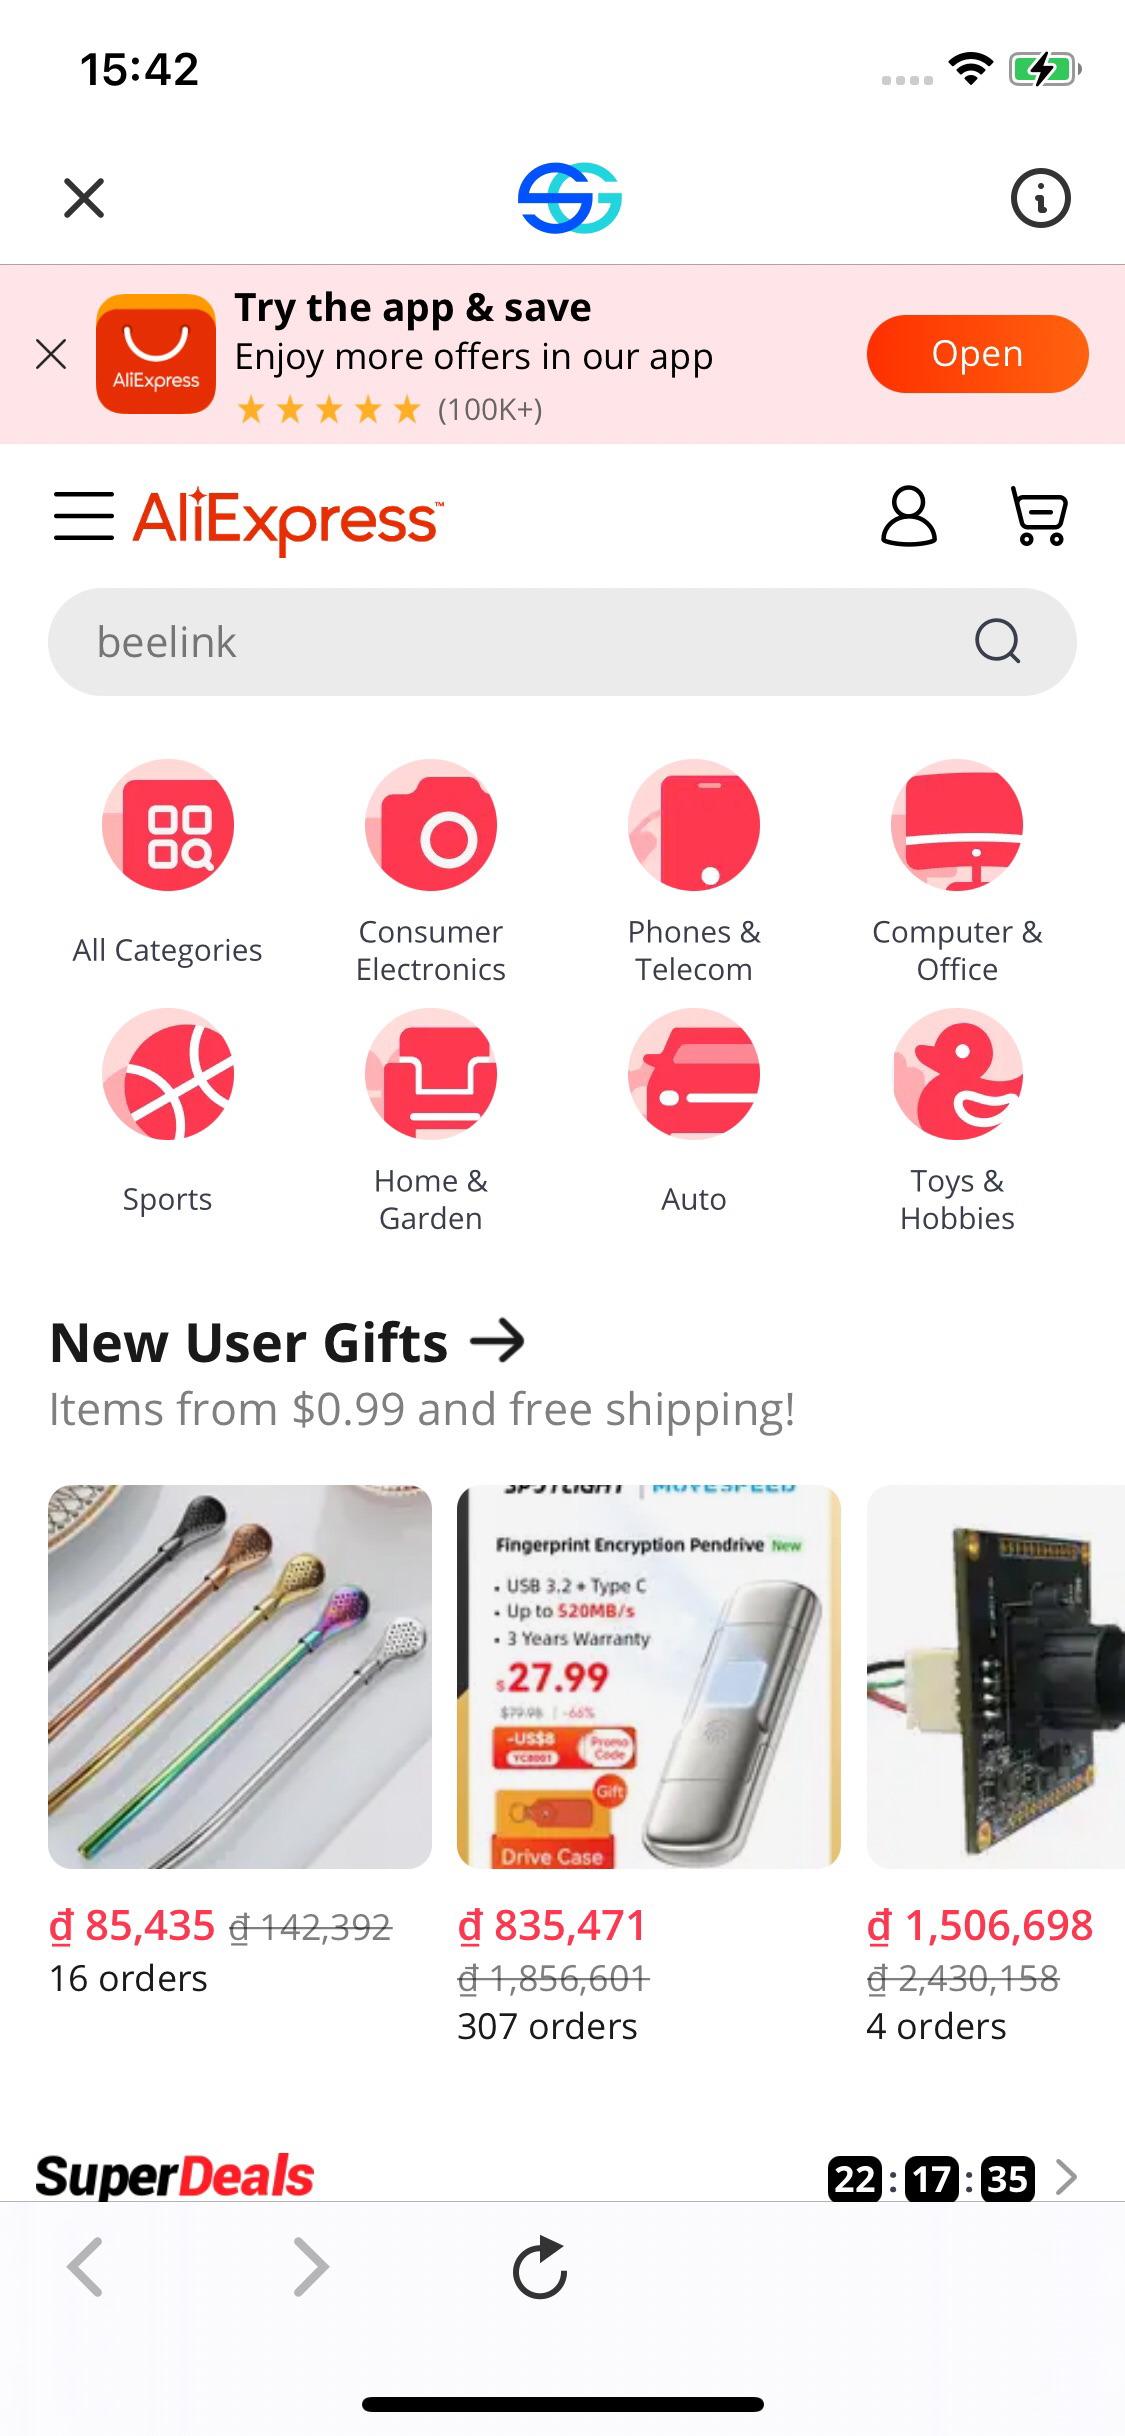 15:42
SG
Try the app & save
Enjoy more offers in our app
AliExpress
(100K+)
Open
AliExpress™
beelink
All Categories
Consumer Electronics
Phones & Telecom
Computer & Office
Sports
Home & Garden
Auto
Toys & Hobbies
New User Gifts
Items from $0.99 and free shipping!
SPOTLIGHT | MOVESPEED
Fingerprint Encryption Pendrive New
• USB 3.2 + Type C
• Up to 520MB/s
• 3 Years Warranty
$27.99
$79.98 | -66%
-US$8
YC8001
Promo Code
Gift
Drive Case
₫ 85,435 ₫ 142,392
16 orders
₫ 835,471
₫ 1,856,601
307 orders
₫ 1,506,698
₫ 2,430,158
4 orders
SuperDeals
22 : 17 : 35